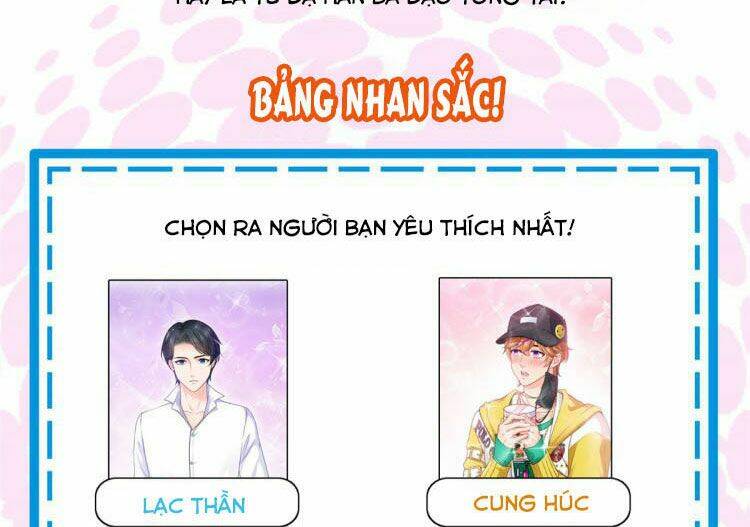 BẢNG NHAN SẮC!
CHỌN RA NGƯỜI BẠN YÊU THÍCH NHẤT!
LẠC THẦN
CUNG HÚC